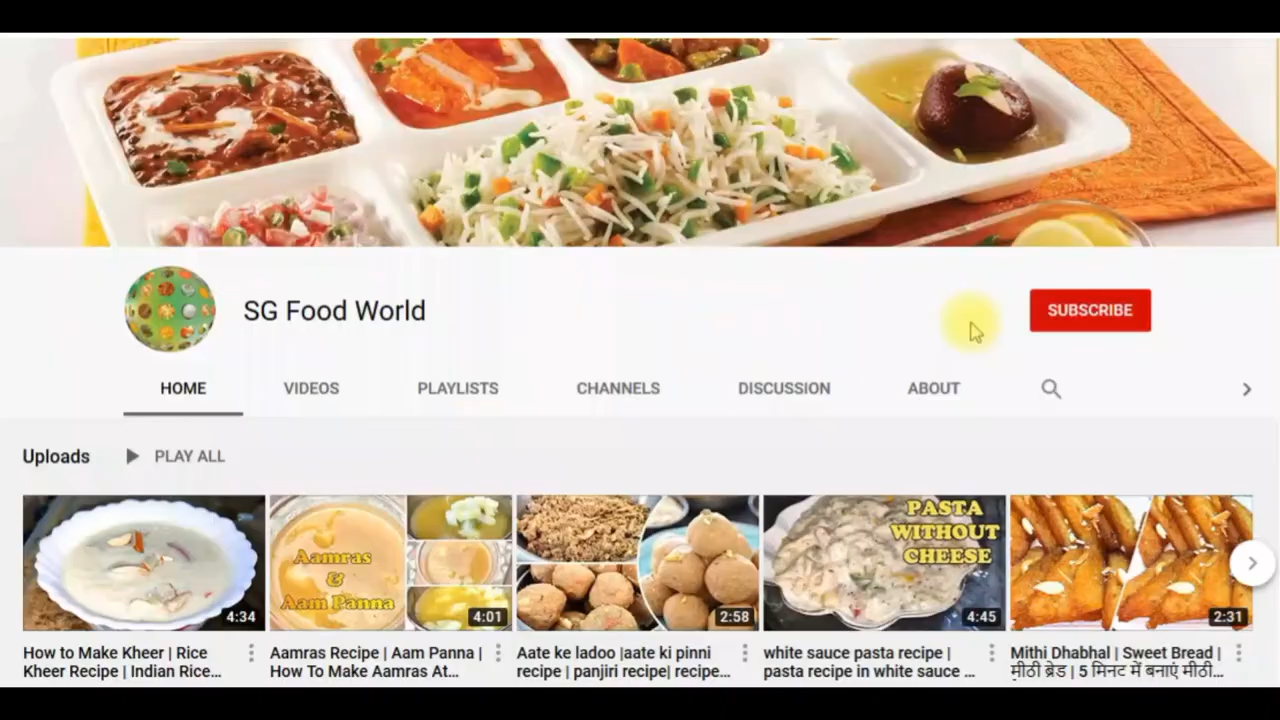 SG Food World
SUBSCRIBE
HOME
VIDEOS
PLAYLISTS
CHANNELS
DISCUSSION
ABOUT
Uploads
PLAY ALL
4:34
Aamras
&
Aam Panna
4:01
2:58
PASTA
WITHOUT
CHEESE
4:45
2:31
How to Make Kheer | Rice
Kheer Recipe | Indian Rice...
Aamras Recipe | Aam Panna |
How To Make Aamras At...
Aate ke ladoo |aate ki pinni
recipe | panjiri recipe| recipe...
white sauce pasta recipe |
pasta recipe in white sauce ...
Mithi Dhabhal | Sweet Bread |
मीठी ब्रेड | 5 मिनट में बनाएं मीठी...